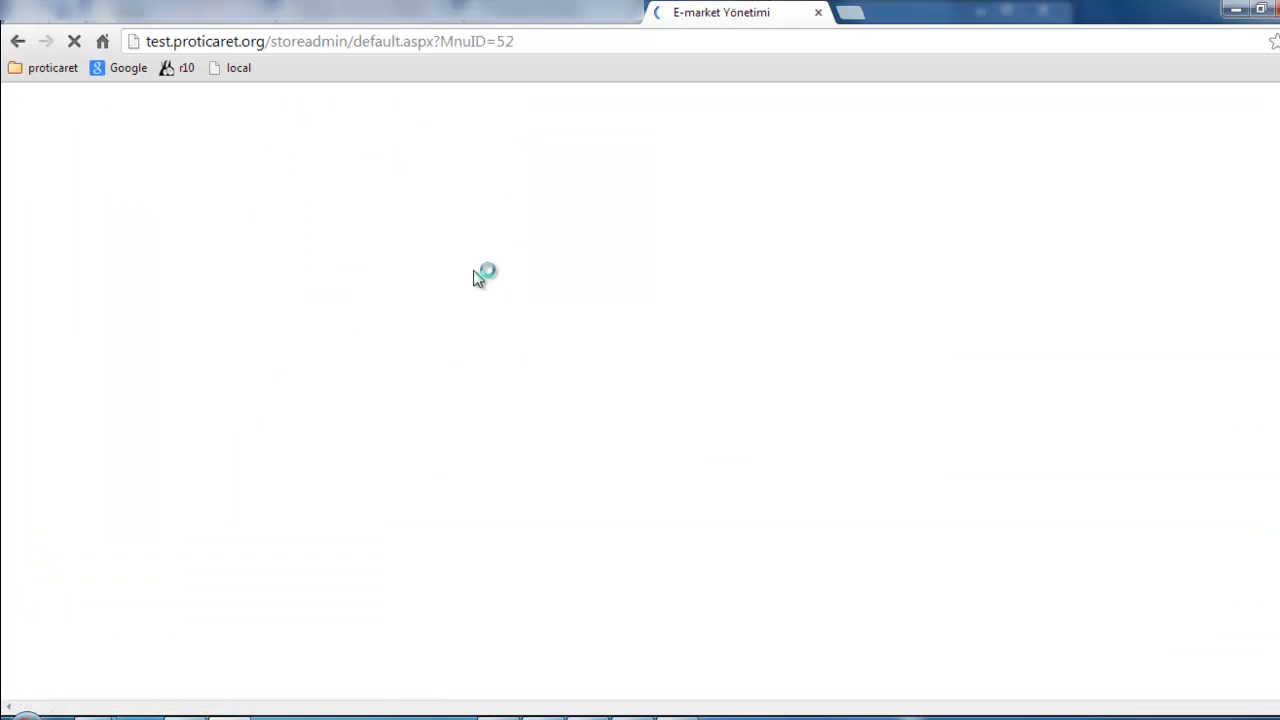 E-market Yönetimi
test.proticaret.org/storeadmin/default.aspx?MnuID=52
proticaret
Google
r10
local